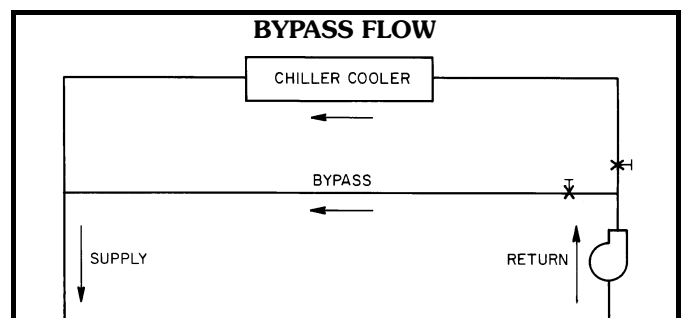 BYPASS FLOW
CHILLER COOLER
BYPASS
SUPPLY
RETURN